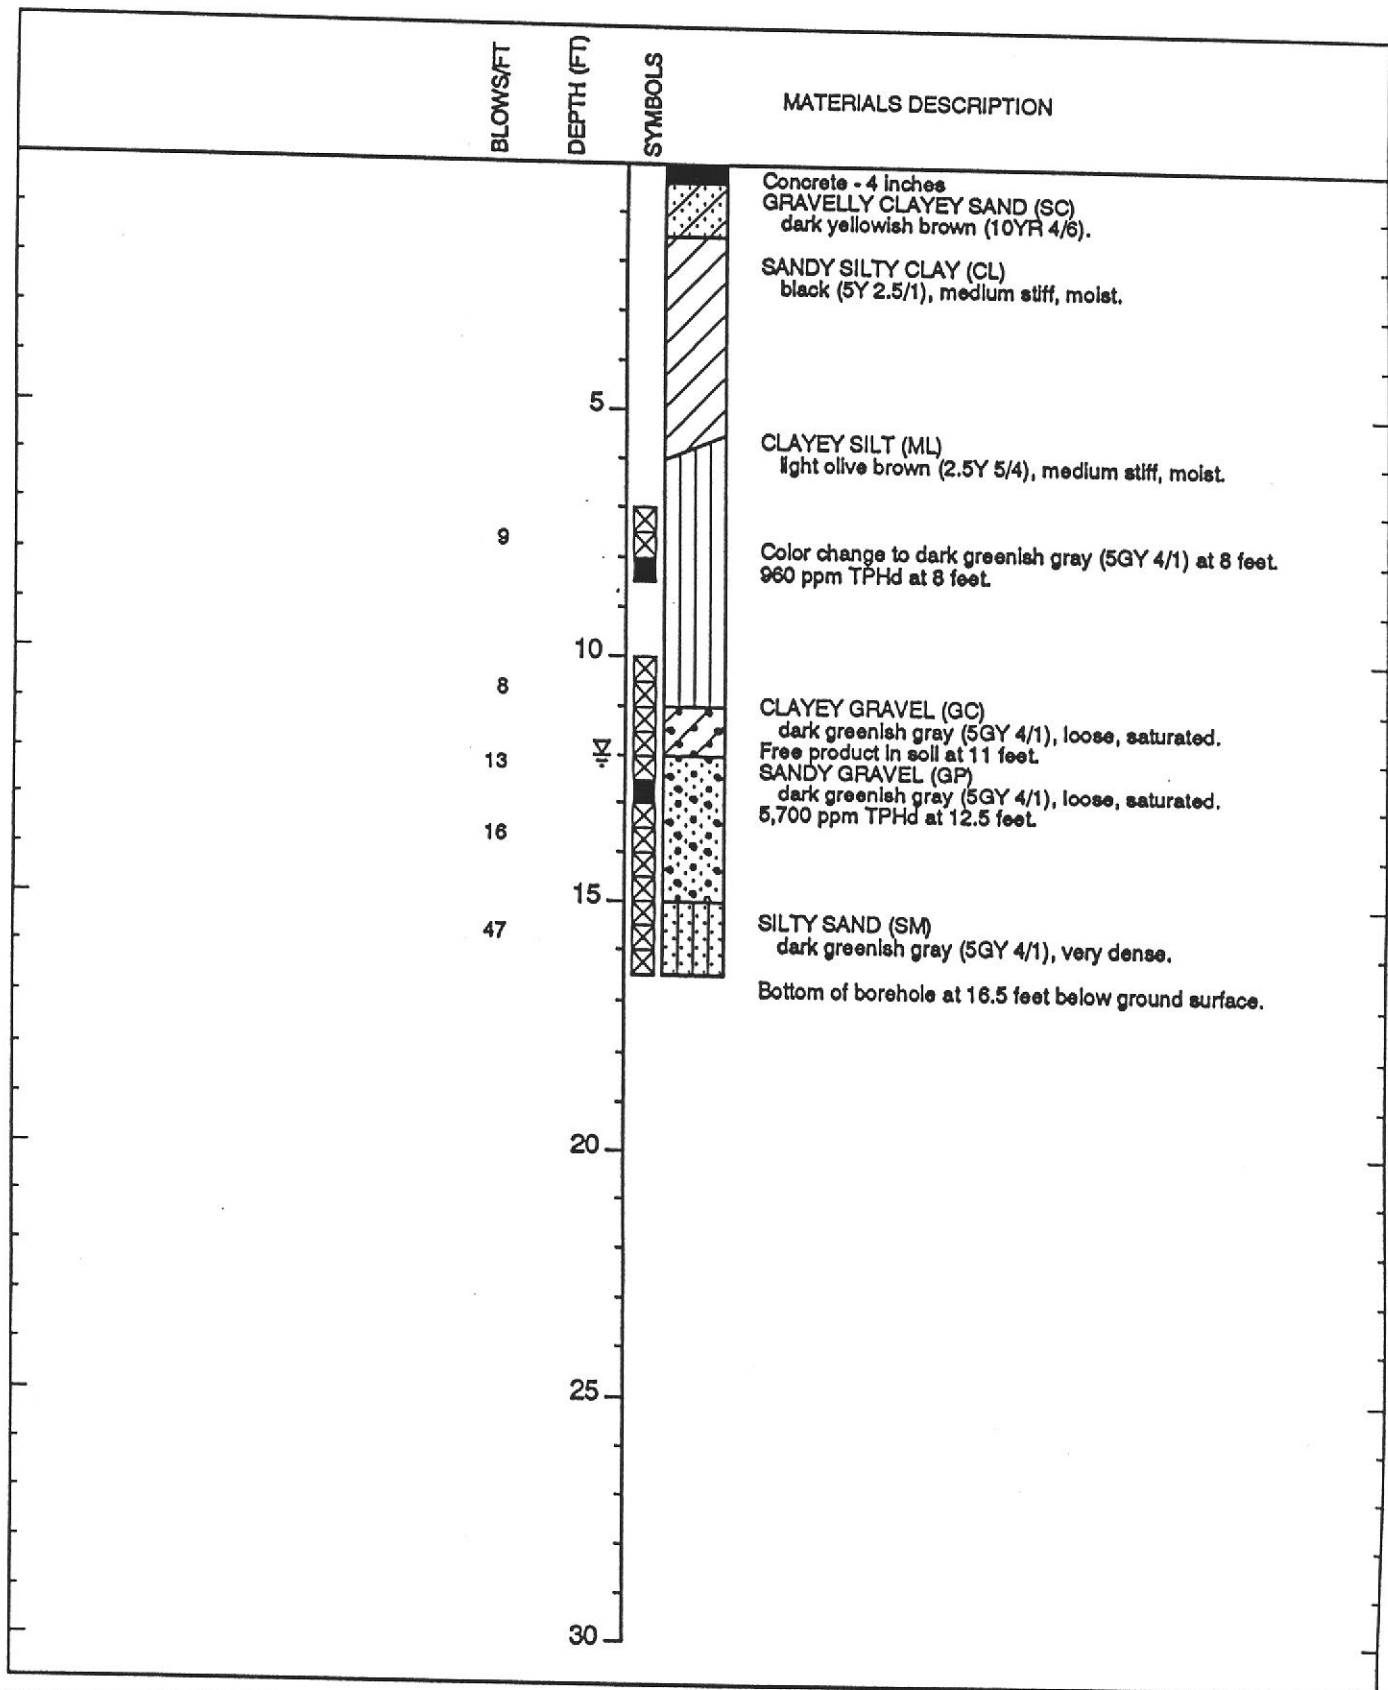 BLOWS/FT
DEPTH (FT)
SYMBOLS
MATERIALS DESCRIPTION
Concrete - 4 inches
GRAVELLY CLAYEY SAND (SC)
dark yellowish brown (10YR 4/6).
SANDY SILTY CLAY (CL)
black (5Y 2.5/1), medium stiff, moist.
5
CLAYEY SILT (ML)
light olive brown (2.5Y 5/4), medium stiff, moist.
9
Color change to dark greenish gray (5GY 4/1) at 8 feet.
960 ppm TPHd at 8 feet.
10
8
CLAYEY GRAVEL (GC)
dark greenish gray (5GY 4/1), loose, saturated.
Free product in soil at 11 feet.
13
SANDY GRAVEL (GP)
dark greenish gray (5GY 4/1), loose, saturated.
5,700 ppm TPHd at 12.5 feet.
16
15
47
SILTY SAND (SM)
dark greenish gray (5GY 4/1), very dense.
Bottom of borehole at 16.5 feet below ground surface.
20
25
30